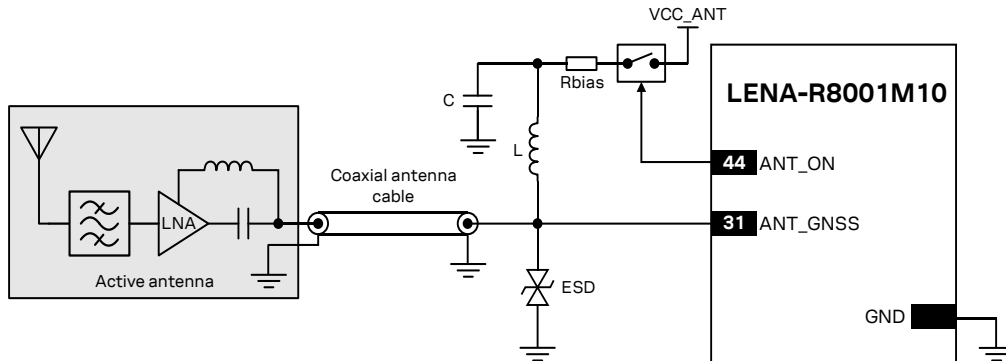 VCC_ANT
Rbias
C
L
LENA-R8001M10
44 ANT_ON
Coaxial antenna
cable
LNA
31 ANT_GNSS
Active antenna
ESD
GND